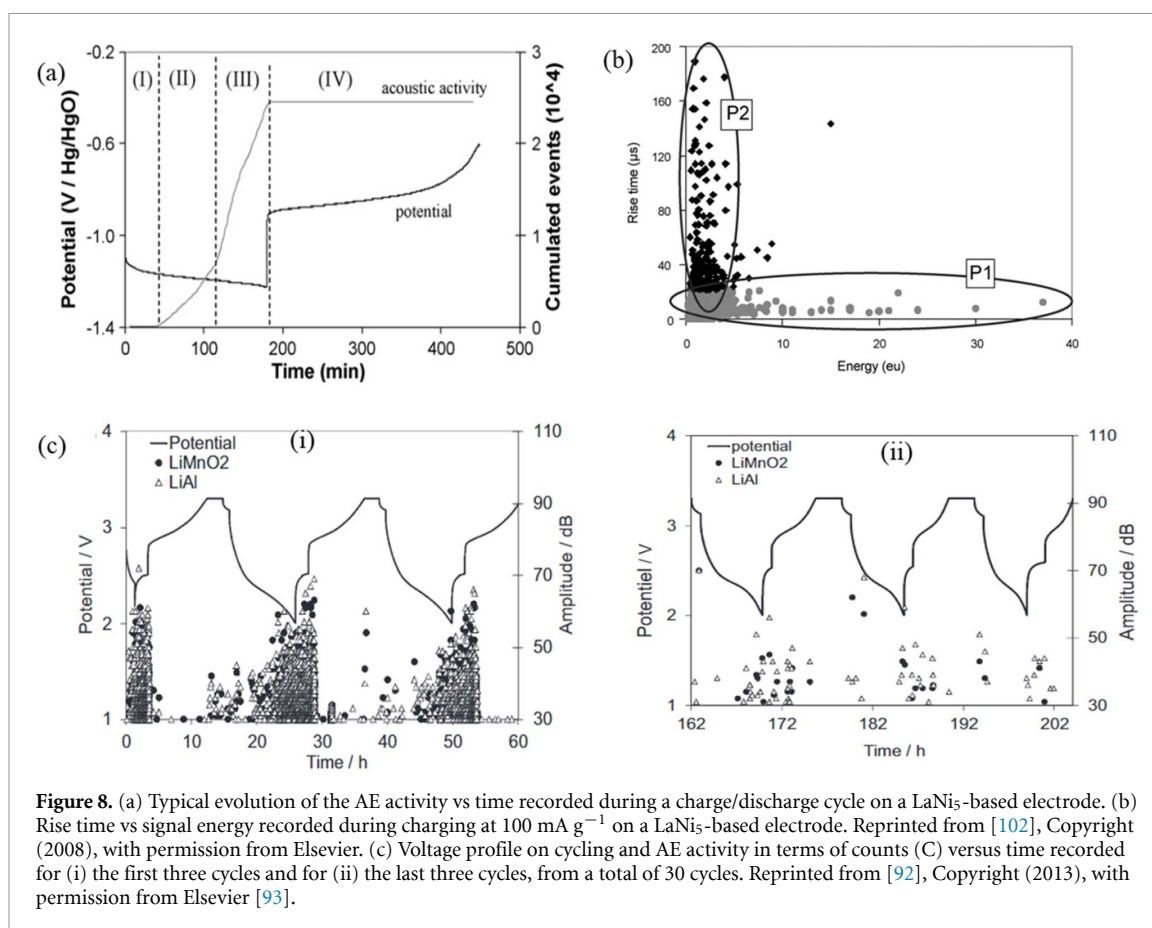 (a)
-0.2
-0.6
-1.0
-1.4
Potential (V / Hg/HgO)
(I)
(II)
(III)
(IV)
acoustic activity
potential
3
2
1
0
Cumulated events (10^4)
0
100
200
300
400
500
Time (min)
(b)
200
160
120
80
40
0
Rise time (µs)
P2
P1
0
10
20
30
40
Energy (eu)
(c)
(i)
4
3
2
1
Potential / V
Potential
LiMnO2
LiAl
110
90
70
50
30
Amplitude / dB
0
10
20
30
40
50
60
Time / h
(ii)
4
3
2
1
Potentiel / V
potential
LiMnO2
LiAl
110
90
70
50
30
Amplitude / dB
162
172
182
192
202
Time / h
Figure 8. (a) Typical evolution of the AE activity vs time recorded during a charge/discharge cycle on a LaNi₅-based electrode. (b)
Rise time vs signal energy recorded during charging at 100 mA g⁻¹ on a LaNi₅-based electrode. Reprinted from [102], Copyright
(2008), with permission from Elsevier. (c) Voltage profile on cycling and AE activity in terms of counts (C) versus time recorded
for (i) the first three cycles and for (ii) the last three cycles, from a total of 30 cycles. Reprinted from [92], Copyright (2013), with
permission from Elsevier [93].